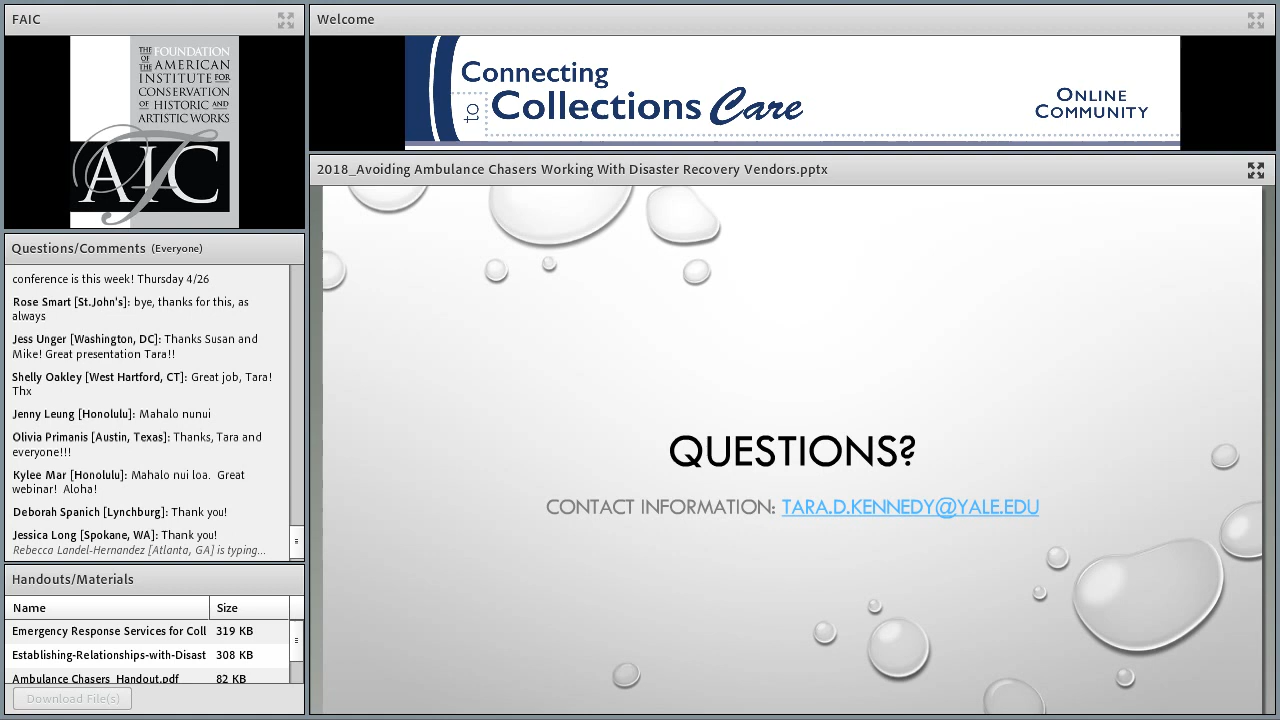 FAIC
THE FOUNDATION
OF THE AMERICAN
INSTITUTE FOR
CONSERVATION
OF HISTORIC AND
ARTISTIC WORKS
FAIC
Questions/Comments (Everyone)
conference is this week! Thursday 4/26
Rose Smart [St.John's]: bye, thanks for this, as
always
Jess Unger [Washington, DC]: Thanks Susan and
Mike! Great presentation Tara!!
Shelly Oakley [West Hartford, CT]: Great job, Tara!
Thx
Jenny Leung [Honolulu]: Mahalo nunui
Olivia Primanis [Austin, Texas]: Thanks, Tara and
everyone!!!
Kylee Mar [Honolulu]: Mahalo nui loa.  Great
webinar!  Aloha!
Deborah Spanich [Lynchburg]: Thank you!
Jessica Long [Spokane, WA]: Thank you!
Rebecca Landel-Hernandez [Atlanta, GA] is typing...
Handouts/Materials
Name Size
Emergency Response Services for Coll 319 KB
Establishing-Relationships-with-Disast 308 KB
Ambulance Chasers_Handout.pdf 82 KB
Download File(s)
Welcome
Connecting
to Collections Care
ONLINE
COMMUNITY
2018_Avoiding Ambulance Chasers Working With Disaster Recovery Vendors.pptx
QUESTIONS?
CONTACT INFORMATION: TARA.D.KENNEDY@YALE.EDU